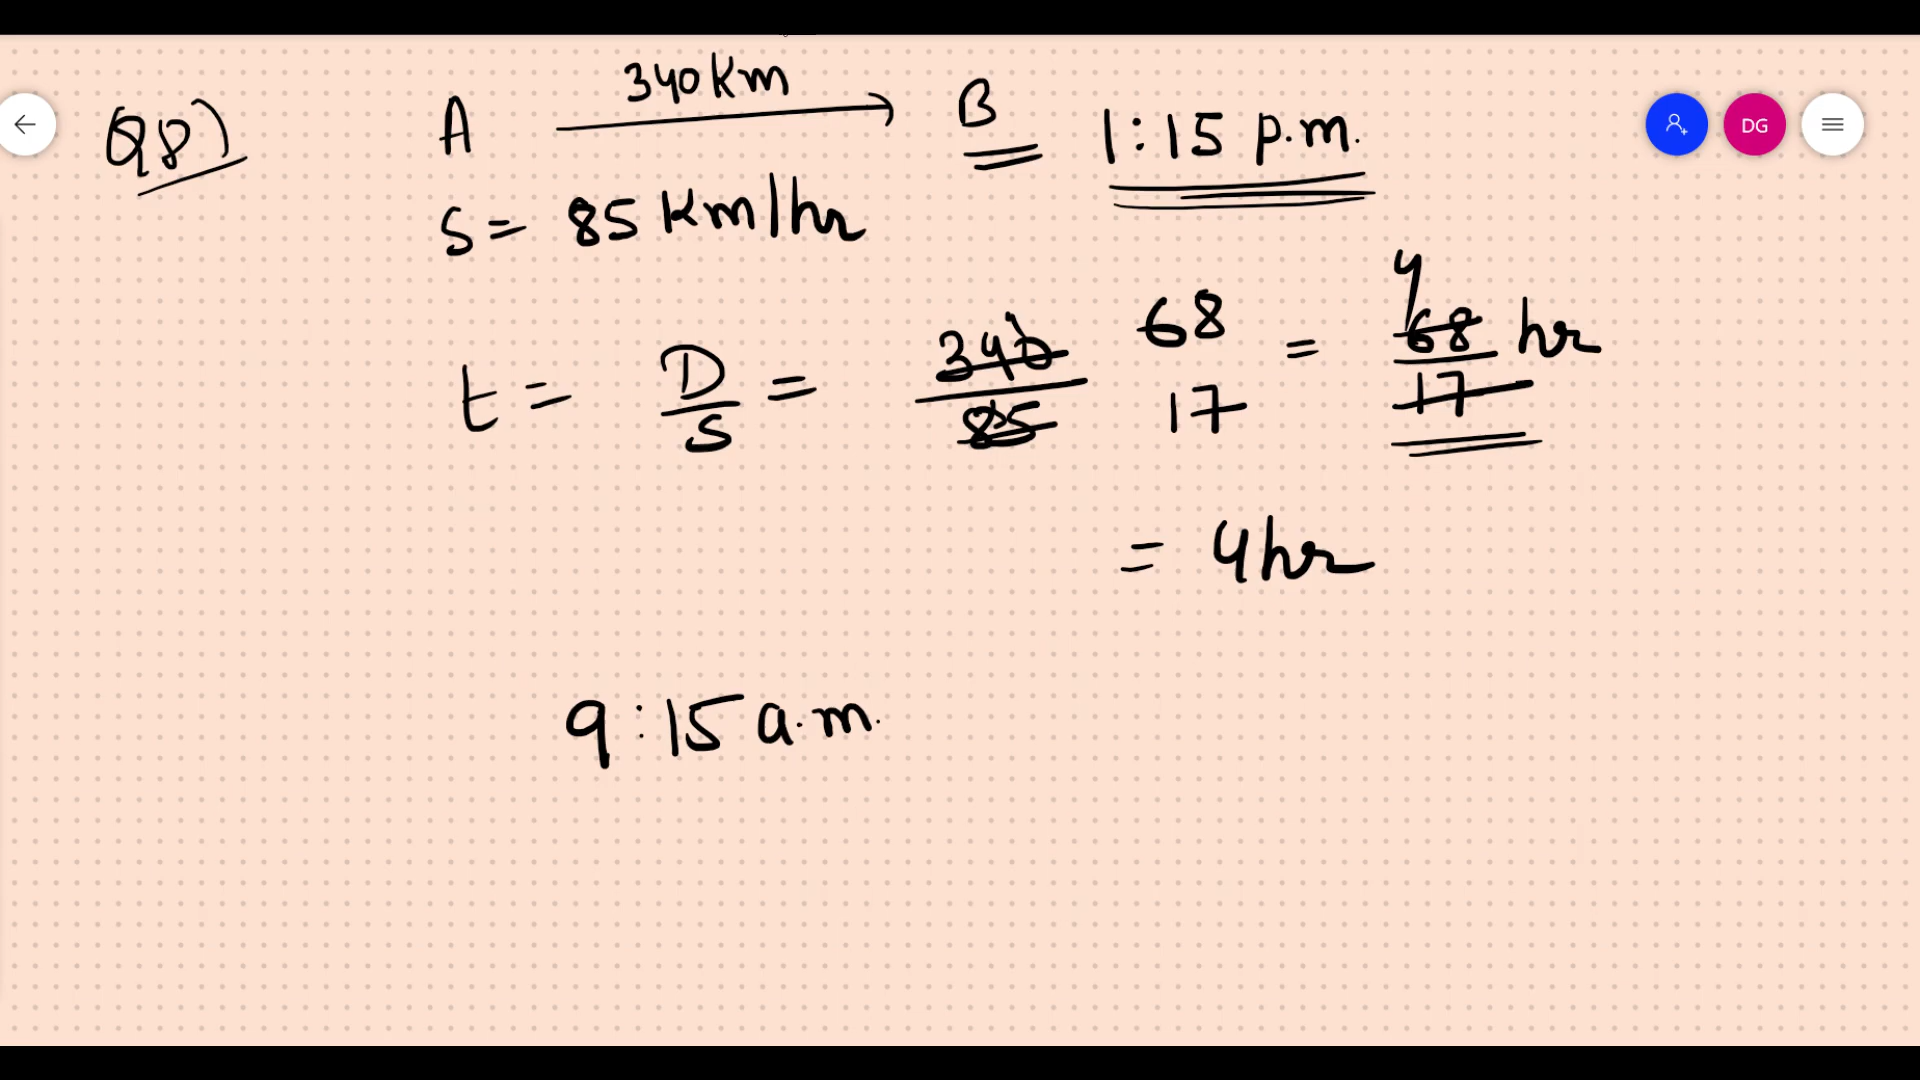 Q8) A 340 km B 1:15 p.m.
S = 85 Km/hr
t = D/S = 340/85 68/17 = 68/17 4 hr
= 4 hr
9:15 a.m.
DG